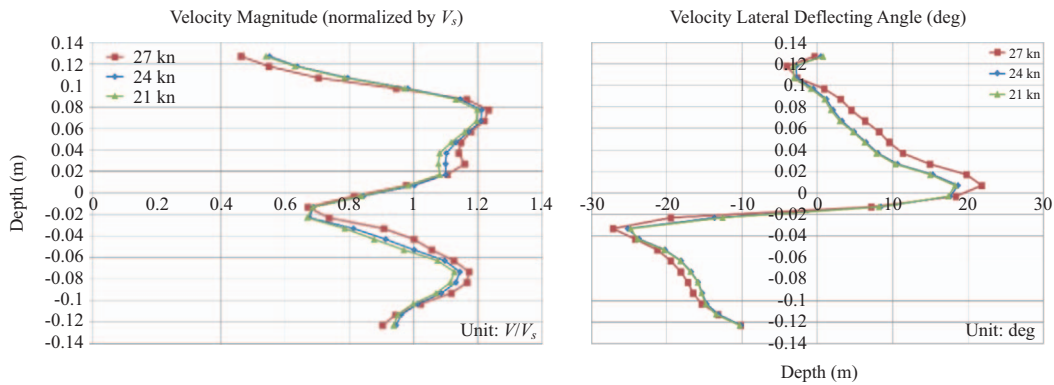 Velocity Magnitude (normalized by Vs)
0 0.2 0.4 0.6 0.8 1 1.2 1.4
0.14
0.12
0.1
0.08
0.06
0.04
0.02
0
-0.02
-0.04
-0.06
-0.08
-0.1
-0.12
-0.14
Depth (m)
27 kn
24 kn
21 kn
Unit: V/Vs
Velocity Lateral Deflecting Angle (deg)
0.14
0.12
0.1
0.08
0.06
0.04
0.02
0
-0.02
-0.04
-0.06
-0.08
-0.1
-0.12
-0.14
-30 -20 -10 0 10 20 30
27 kn
24 kn
21 kn
Unit: deg
Depth (m)